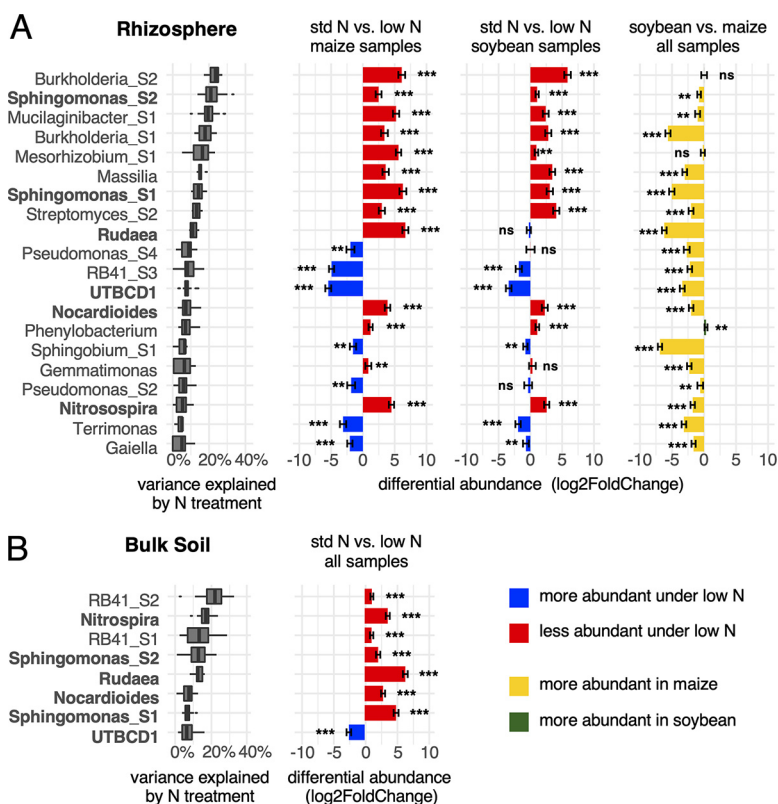 A
Rhizosphere
std N vs. low N
maize samples
std N vs. low N
soybean samples
soybean vs. maize
all samples
Burkholderia_S2 *** *** ns
Sphingomonas_S2 *** *** **
Mucilaginibacter_S1 *** *** **
Burkholderia_S1 *** *** ***
Mesorhizobium_S1 *** ** ns
Massilia *** *** ***
Sphingomonas_S1 *** *** ***
Streptomyces_S2 *** *** ***
Rudaea *** ns ***
Pseudomonas_S4 ** ns ***
RB41_S3 *** *** ***
UTBCD1 *** *** ***
Nocardioides *** *** ***
Phenylobacterium *** *** **
Sphingobium_S1 ** ** ***
Gemmatimonas ** ns ***
Pseudomonas_S2 ** ns **
Nitrosospira *** *** ***
Terrimonas *** *** ***
Gaiella *** ** ***
0% 20% 40% -10 -5 0 5 10 -10 -5 0 5 10 -10 -5 0 5 10
variance explained
by N treatment
differential abundance (log2FoldChange)
B
Bulk Soil
std N vs. low N
all samples
RB41_S2 ***
Nitrospira ***
RB41_S1 ***
Sphingomonas_S2 ***
Rudaea ***
Nocardioides ***
Sphingomonas_S1 ***
UTBCD1 ***
0% 20% 40% -10 -5 0 5 10
variance explained
by N treatment
differential abundance
(log2FoldChange)
more abundant under low N
less abundant under low N
more abundant in maize
more abundant in soybean